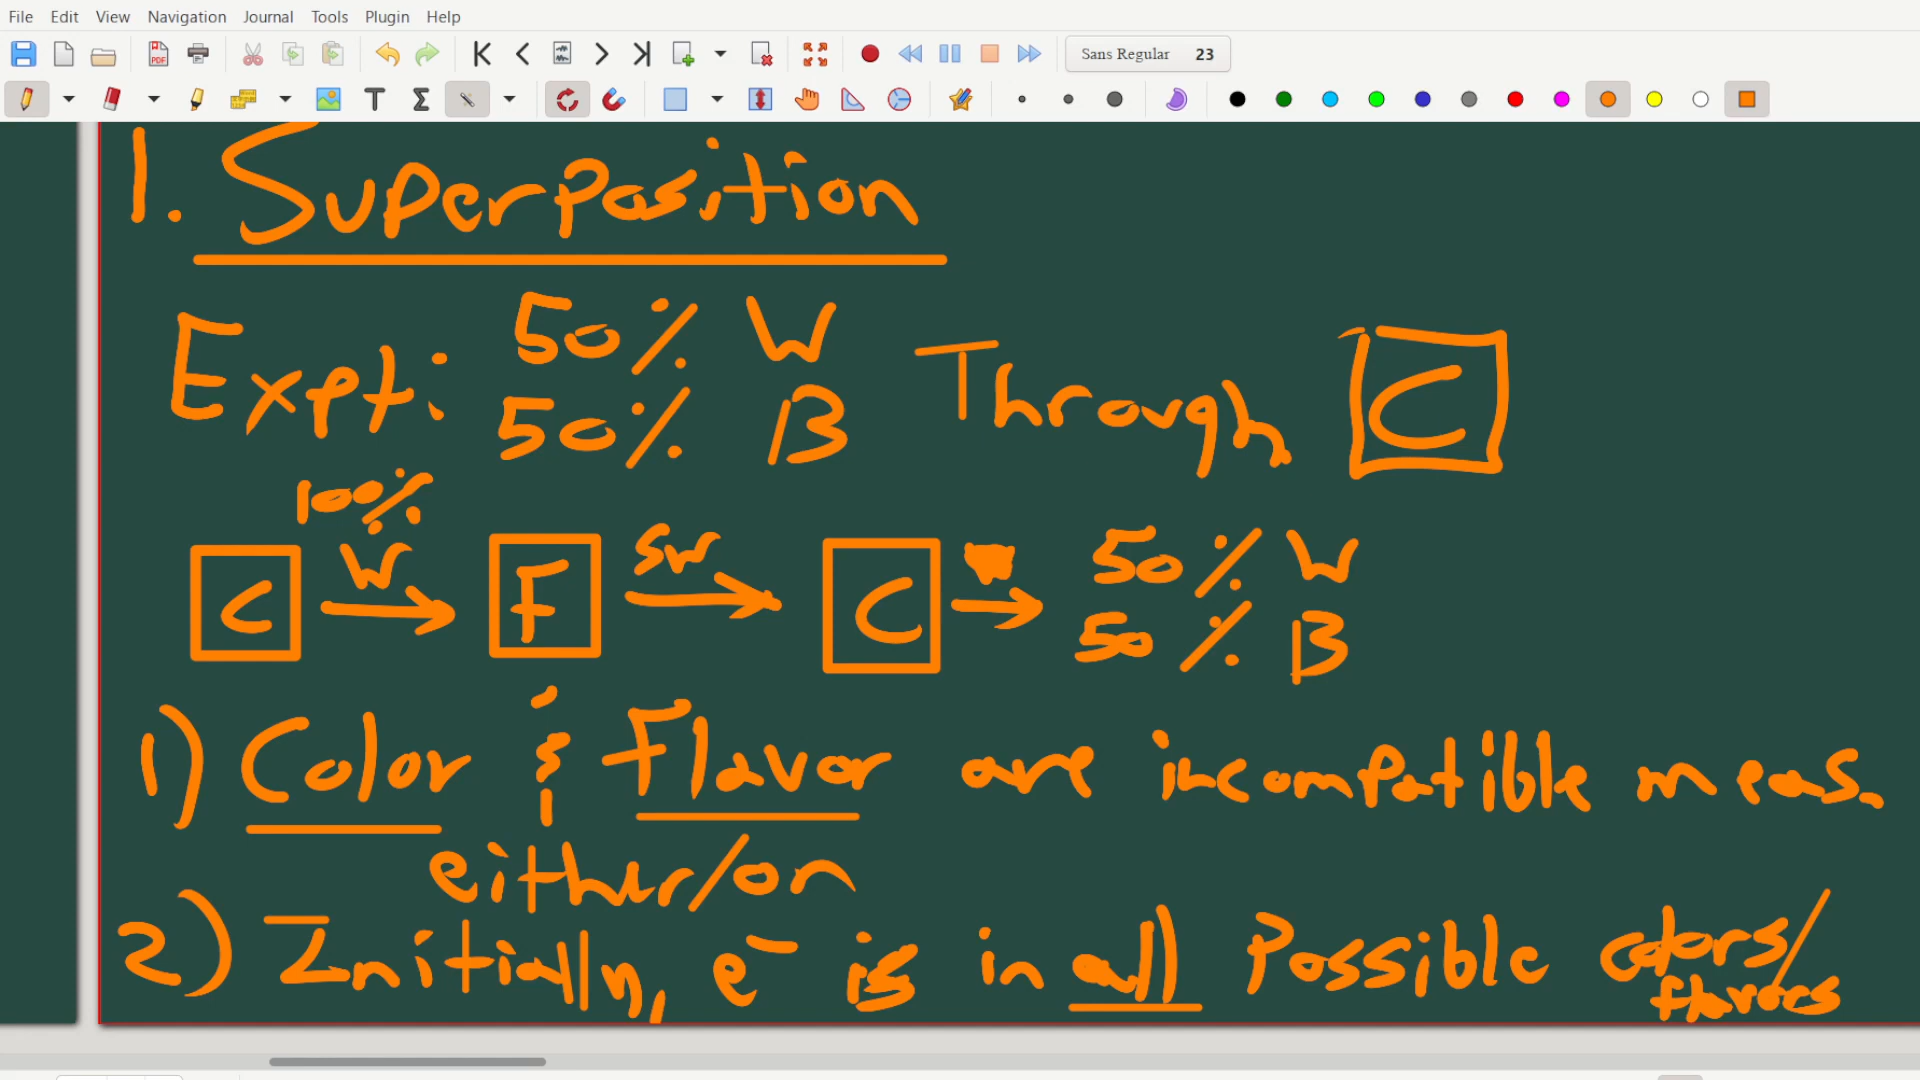 File Edit View Navigation Journal Tools Plugin Help
PDF
Sans Regular 23
1. Superposition
Expt: 50% W
50% B
Through C
100%
C W F SW C 50% W
50% B
1) Color & Flavor are incompatible meas.
either/or
2) Initially, e⁻ is in all possible colors/
flavors